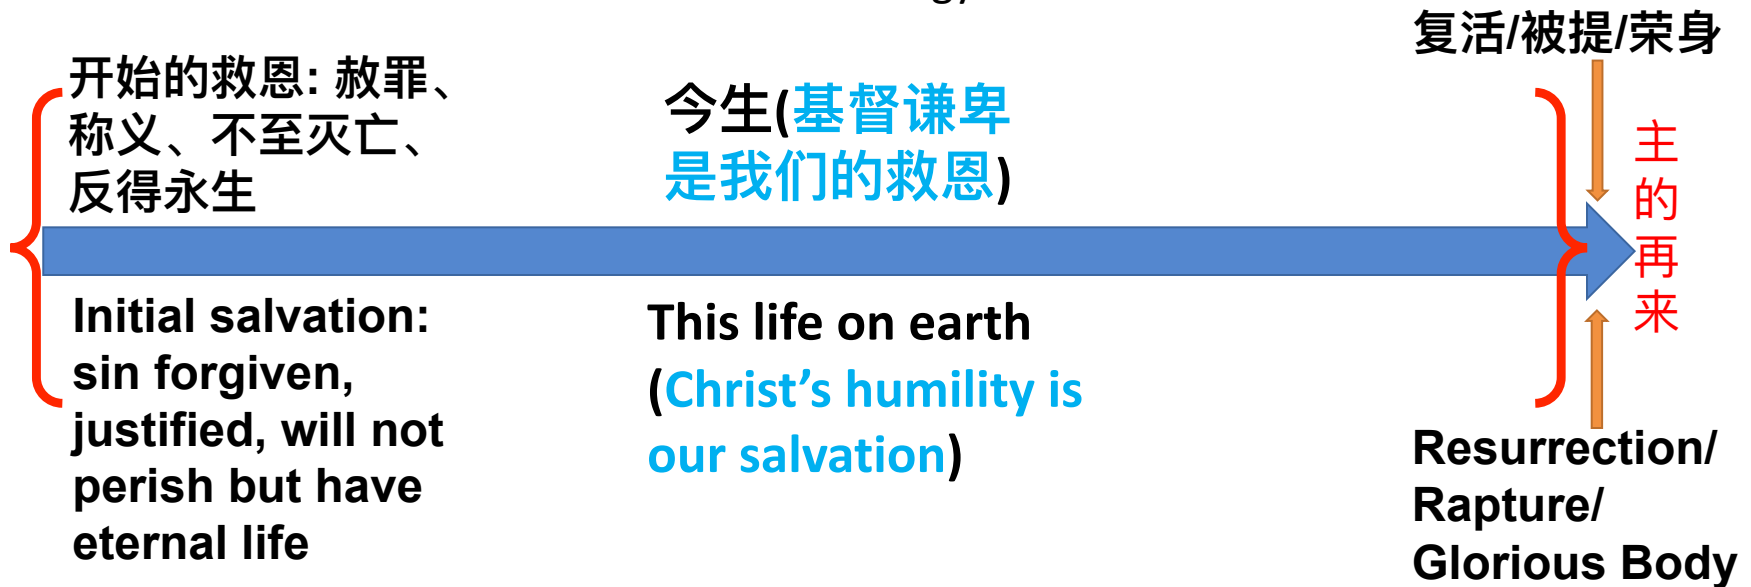 复活/被提/荣身
开始的救恩: 赦罪、
称义、不至灭亡、
反得永生
今生(基督谦卑
是我们的救恩)
主
的
再
来
Initial salvation:
sin forgiven,
justified, will not
perish but have
eternal life
This life on earth
(Christ’s humility is
our salvation)
Resurrection/
Rapture/
Glorious Body